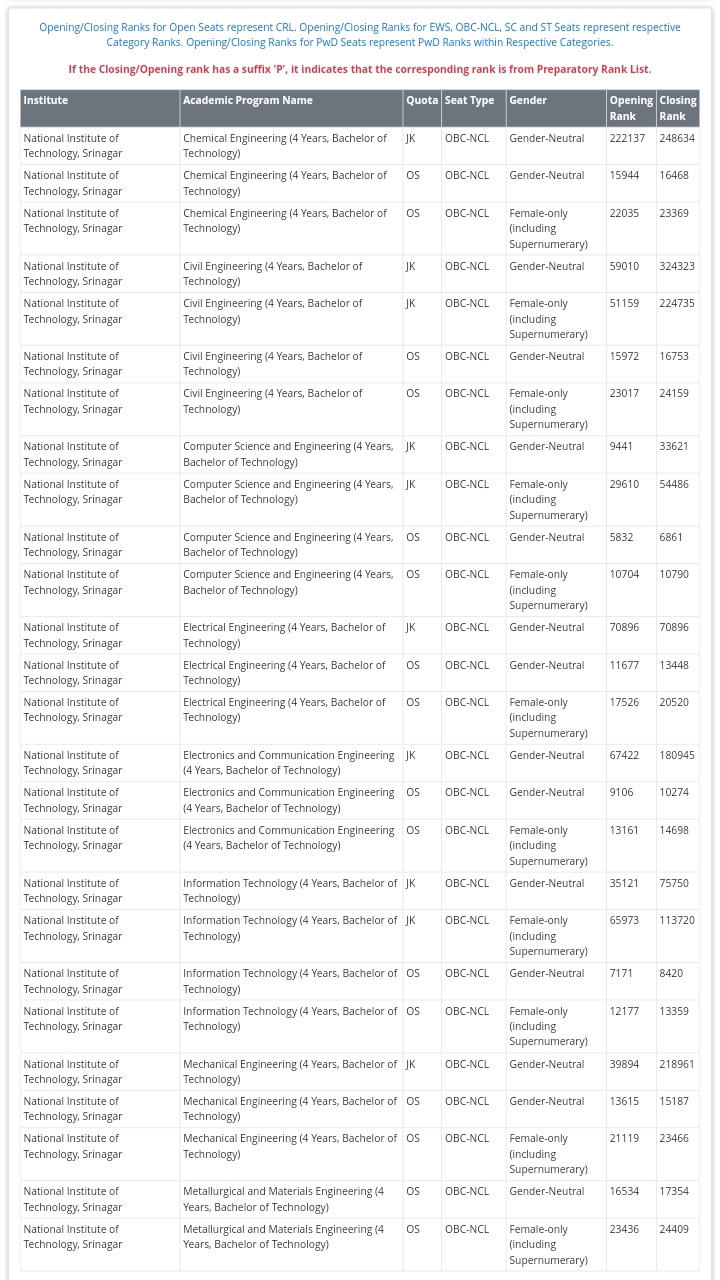 Opening/Closing Ranks for Open Seats represent CRL. Opening/Closing Ranks for EWS, OBC-NCL, SC and ST Seats represent respective
Category Ranks. Opening/Closing Ranks for PwD Seats represent PwD Ranks within Respective Categories.
If the Closing/Opening rank has a suffix 'P', it indicates that the corresponding rank is from Preparatory Rank List.
Institute Academic Program Name Quota Seat Type Gender Opening Closing
Rank Rank
National Institute of Chemical Engineering (4 Years, Bachelor of JK OBC-NCL Gender-Neutral 222137 248634
Technology, Srinagar Technology)
National Institute of Chemical Engineering (4 Years, Bachelor of OS OBC-NCL Gender-Neutral 15944 16468
Technology, Srinagar Technology)
National Institute of Chemical Engineering (4 Years, Bachelor of OS OBC-NCL Female-only 22035 23369
Technology, Srinagar Technology) (including
Supernumerary)
National Institute of Civil Engineering (4 Years, Bachelor of JK OBC-NCL Gender-Neutral 59010 324323
Technology, Srinagar Technology)
National Institute of Civil Engineering (4 Years, Bachelor of JK OBC-NCL Female-only 51159 224735
Technology, Srinagar Technology) (including
Supernumerary)
National Institute of Civil Engineering (4 Years, Bachelor of OS OBC-NCL Gender-Neutral 15972 16753
Technology, Srinagar Technology)
National Institute of Civil Engineering (4 Years, Bachelor of OS OBC-NCL Female-only 23017 24159
Technology, Srinagar Technology) (including
Supernumerary)
National Institute of Computer Science and Engineering (4 Years, JK OBC-NCL Gender-Neutral 9441 33621
Technology, Srinagar Bachelor of Technology)
National Institute of Computer Science and Engineering (4 Years, JK OBC-NCL Female-only 29610 54486
Technology, Srinagar Bachelor of Technology) (including
Supernumerary)
National Institute of Computer Science and Engineering (4 Years, OS OBC-NCL Gender-Neutral 5832 6861
Technology, Srinagar Bachelor of Technology)
National Institute of Computer Science and Engineering (4 Years, OS OBC-NCL Female-only 10704 10790
Technology, Srinagar Bachelor of Technology) (including
Supernumerary)
National Institute of Electrical Engineering (4 Years, Bachelor of JK OBC-NCL Gender-Neutral 70896 70896
Technology, Srinagar Technology)
National Institute of Electrical Engineering (4 Years, Bachelor of OS OBC-NCL Gender-Neutral 11677 13448
Technology, Srinagar Technology)
National Institute of Electrical Engineering (4 Years, Bachelor of OS OBC-NCL Female-only 17526 20520
Technology, Srinagar Technology) (including
Supernumerary)
National Institute of Electronics and Communication Engineering JK OBC-NCL Gender-Neutral 67422 180945
Technology, Srinagar (4 Years, Bachelor of Technology)
National Institute of Electronics and Communication Engineering OS OBC-NCL Gender-Neutral 9106 10274
Technology, Srinagar (4 Years, Bachelor of Technology)
National Institute of Electronics and Communication Engineering OS OBC-NCL Female-only 13161 14698
Technology, Srinagar (4 Years, Bachelor of Technology) (including
Supernumerary)
National Institute of Information Technology (4 Years, Bachelor of JK OBC-NCL Gender-Neutral 35121 75750
Technology, Srinagar Technology)
National Institute of Information Technology (4 Years, Bachelor of JK OBC-NCL Female-only 65973 113720
Technology, Srinagar Technology) (including
Supernumerary)
National Institute of Information Technology (4 Years, Bachelor of OS OBC-NCL Gender-Neutral 7171 8420
Technology, Srinagar Technology)
National Institute of Information Technology (4 Years, Bachelor of OS OBC-NCL Female-only 12177 13359
Technology, Srinagar Technology) (including
Supernumerary)
National Institute of Mechanical Engineering (4 Years, Bachelor of JK OBC-NCL Gender-Neutral 39894 218961
Technology, Srinagar Technology)
National Institute of Mechanical Engineering (4 Years, Bachelor of OS OBC-NCL Gender-Neutral 13615 15187
Technology, Srinagar Technology)
National Institute of Mechanical Engineering (4 Years, Bachelor of OS OBC-NCL Female-only 21119 23466
Technology, Srinagar Technology) (including
Supernumerary)
National Institute of Metallurgical and Materials Engineering (4 OS OBC-NCL Gender-Neutral 16534 17354
Technology, Srinagar Years, Bachelor of Technology)
National Institute of Metallurgical and Materials Engineering (4 OS OBC-NCL Female-only 23436 24409
Technology, Srinagar Years, Bachelor of Technology) (including
Supernumerary)